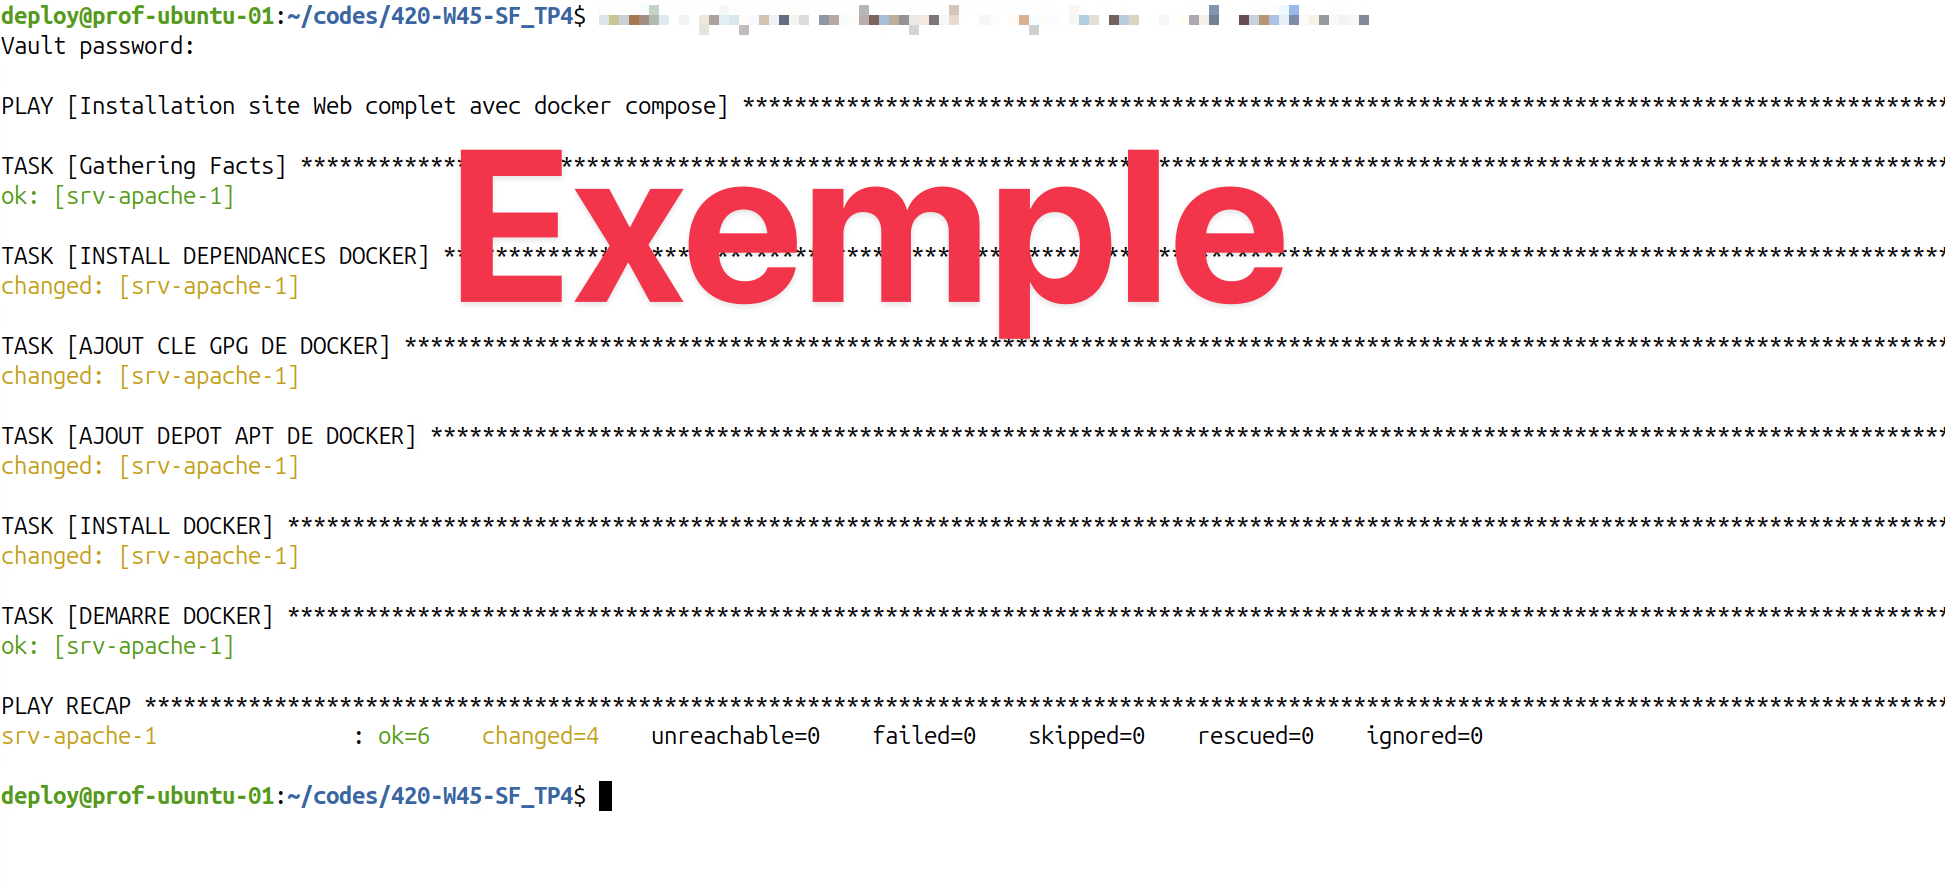 deploy@prof-ubuntu-01:~/codes/420-W45-SF_TP4$
Vault password:
PLAY [Installation site Web complet avec docker compose] ********************************************************************************************
TASK [Gathering Facts] ******************************************************************************************************************************
Exemple
ok: [srv-apache-1]
TASK [INSTALL DEPENDANCES DOCKER] *******************************************************************************************************************
changed: [srv-apache-1]
TASK [AJOUT CLE GPG DE DOCKER] **********************************************************************************************************************
changed: [srv-apache-1]
TASK [AJOUT DEPOT APT DE DOCKER] ********************************************************************************************************************
changed: [srv-apache-1]
TASK [INSTALL DOCKER] *******************************************************************************************************************************
changed: [srv-apache-1]
TASK [DEMARRE DOCKER] *******************************************************************************************************************************
ok: [srv-apache-1]
PLAY RECAP ******************************************************************************************************************************************
srv-apache-1               : ok=6    changed=4    unreachable=0    failed=0    skipped=0    rescued=0    ignored=0
deploy@prof-ubuntu-01:~/codes/420-W45-SF_TP4$